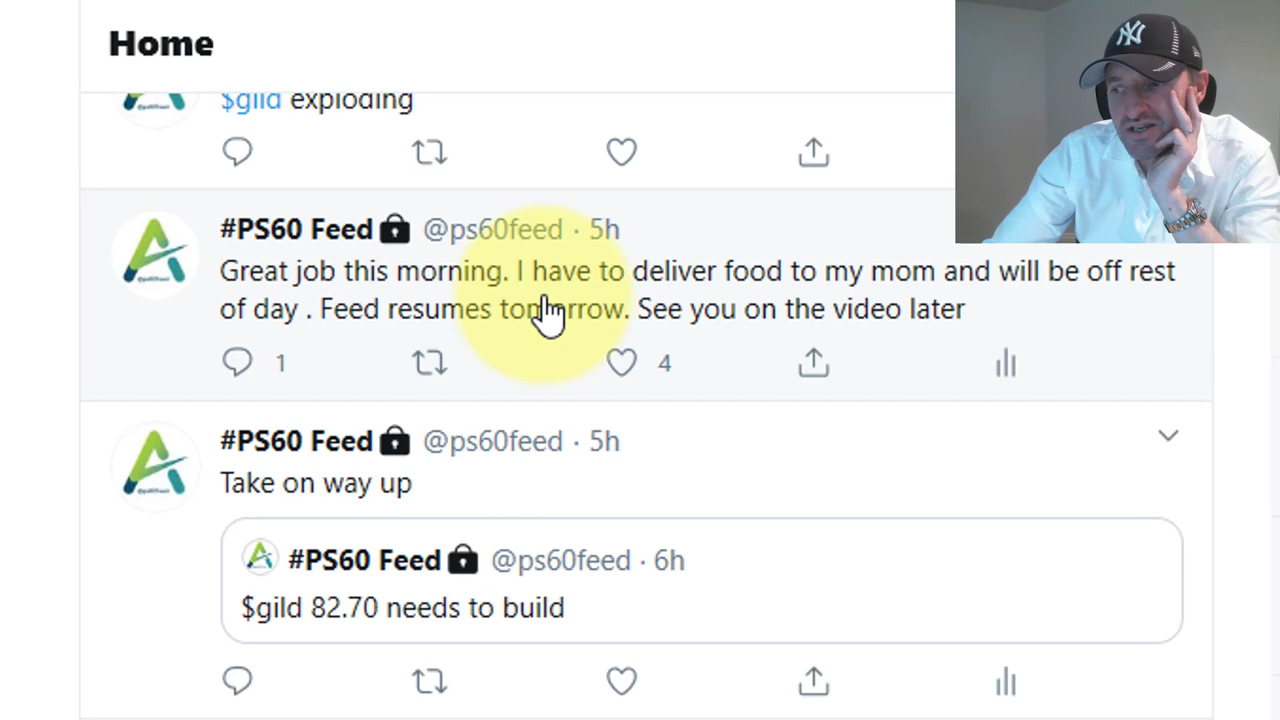 Home
$gild exploding
#PS60 Feed @ps60feed · 5h
Great job this morning. I have to deliver food to my mom and will be off rest
of day . Feed resumes tomorrow. See you on the video later
1 4
#PS60 Feed @ps60feed · 5h
Take on way up
#PS60 Feed @ps60feed · 6h
$gild 82.70 needs to build